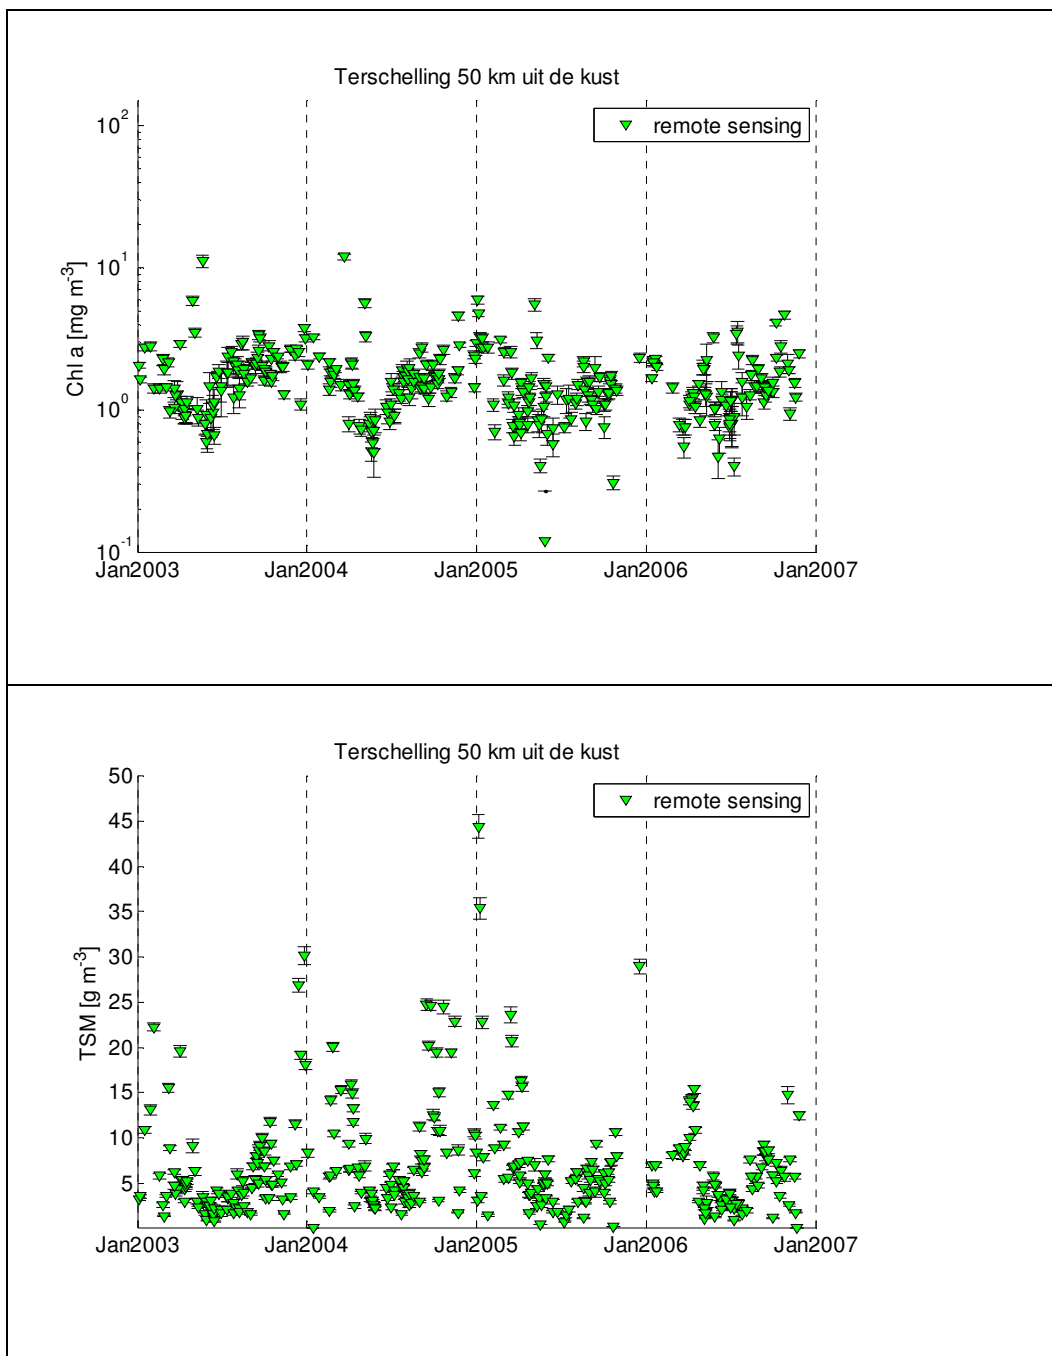 Terschelling 50 km uit de kust
remote sensing
10²
10¹
10⁰
10⁻¹
Chl a [mg m⁻³]
Jan2003 Jan2004 Jan2005 Jan2006 Jan2007
Terschelling 50 km uit de kust
remote sensing
50
45
40
35
30
25
20
15
10
5
TSM [g m⁻³]
Jan2003 Jan2004 Jan2005 Jan2006 Jan2007